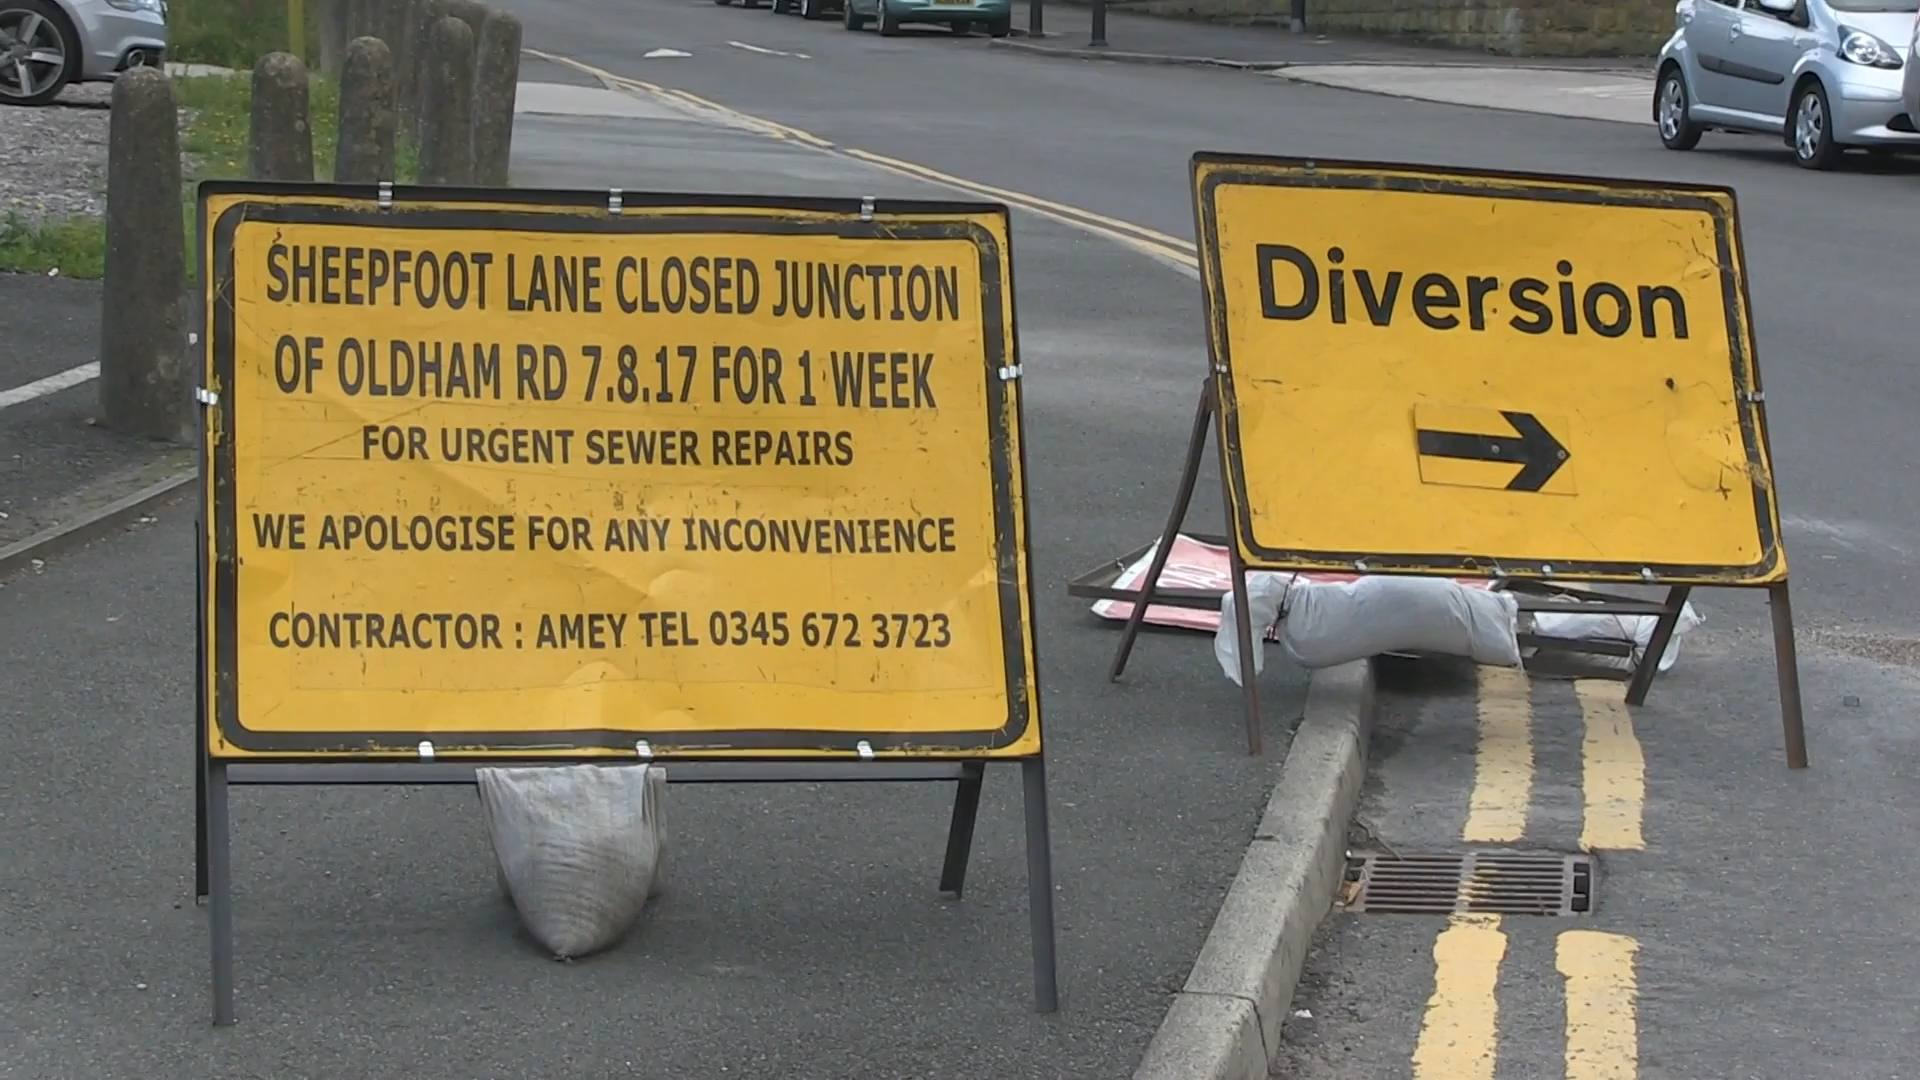 SHEEPFOOT LANE CLOSED JUNCTION
OF OLDHAM RD 7.8.17 FOR 1 WEEK
FOR URGENT SEWER REPAIRS
WE APOLOGISE FOR ANY INCONVENIENCE
CONTRACTOR : AMEY TEL 0345 672 3723
Diversion